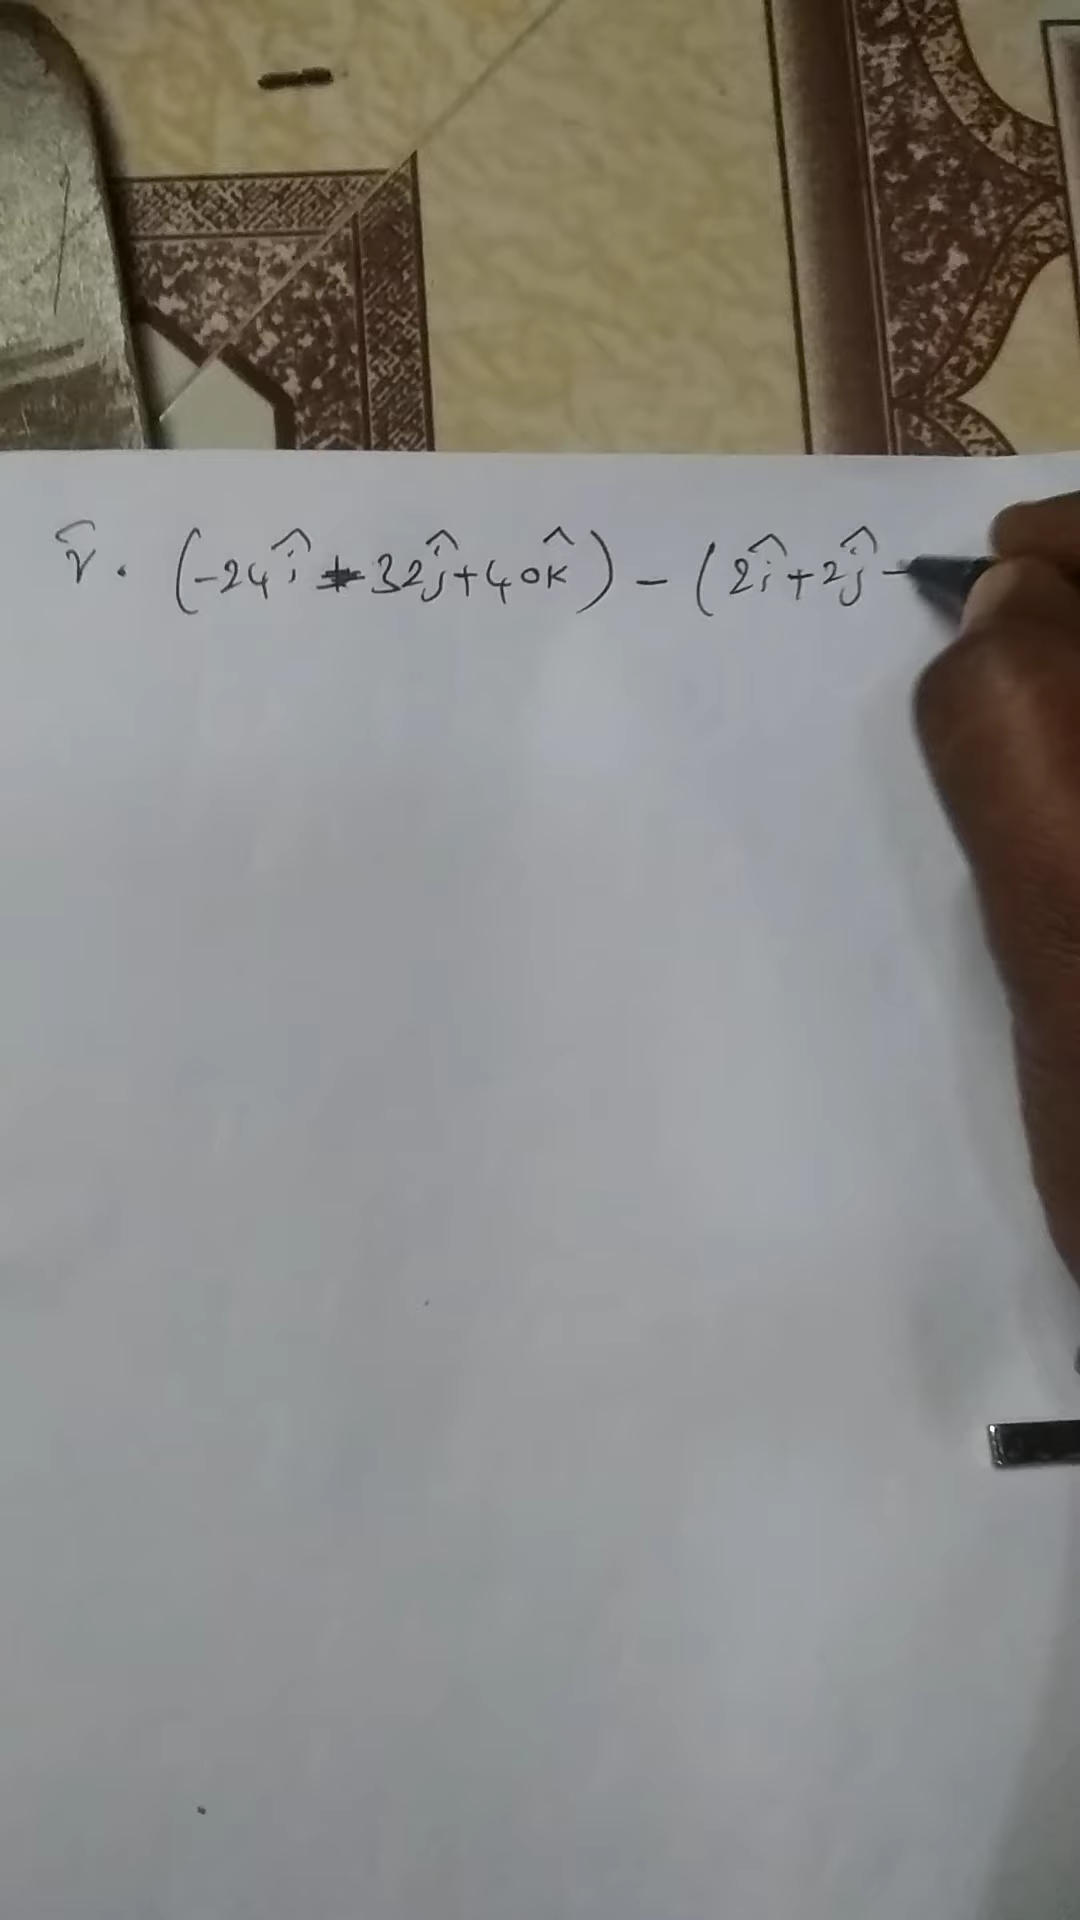 r̂ . (-24î + 32ĵ + 40k̂) - (2î + 2ĵ -